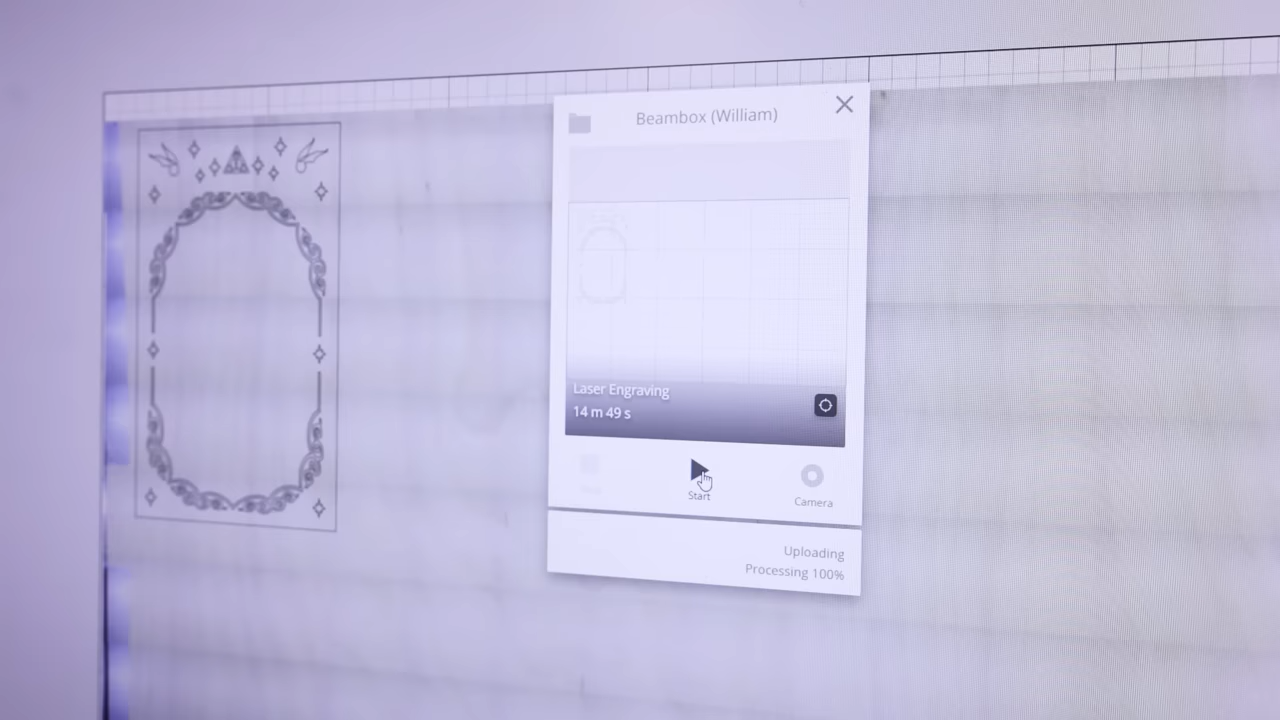 Beambox (William)
Laser Engraving
14 m 49 s
Start
Camera
Uploading
Processing 100%